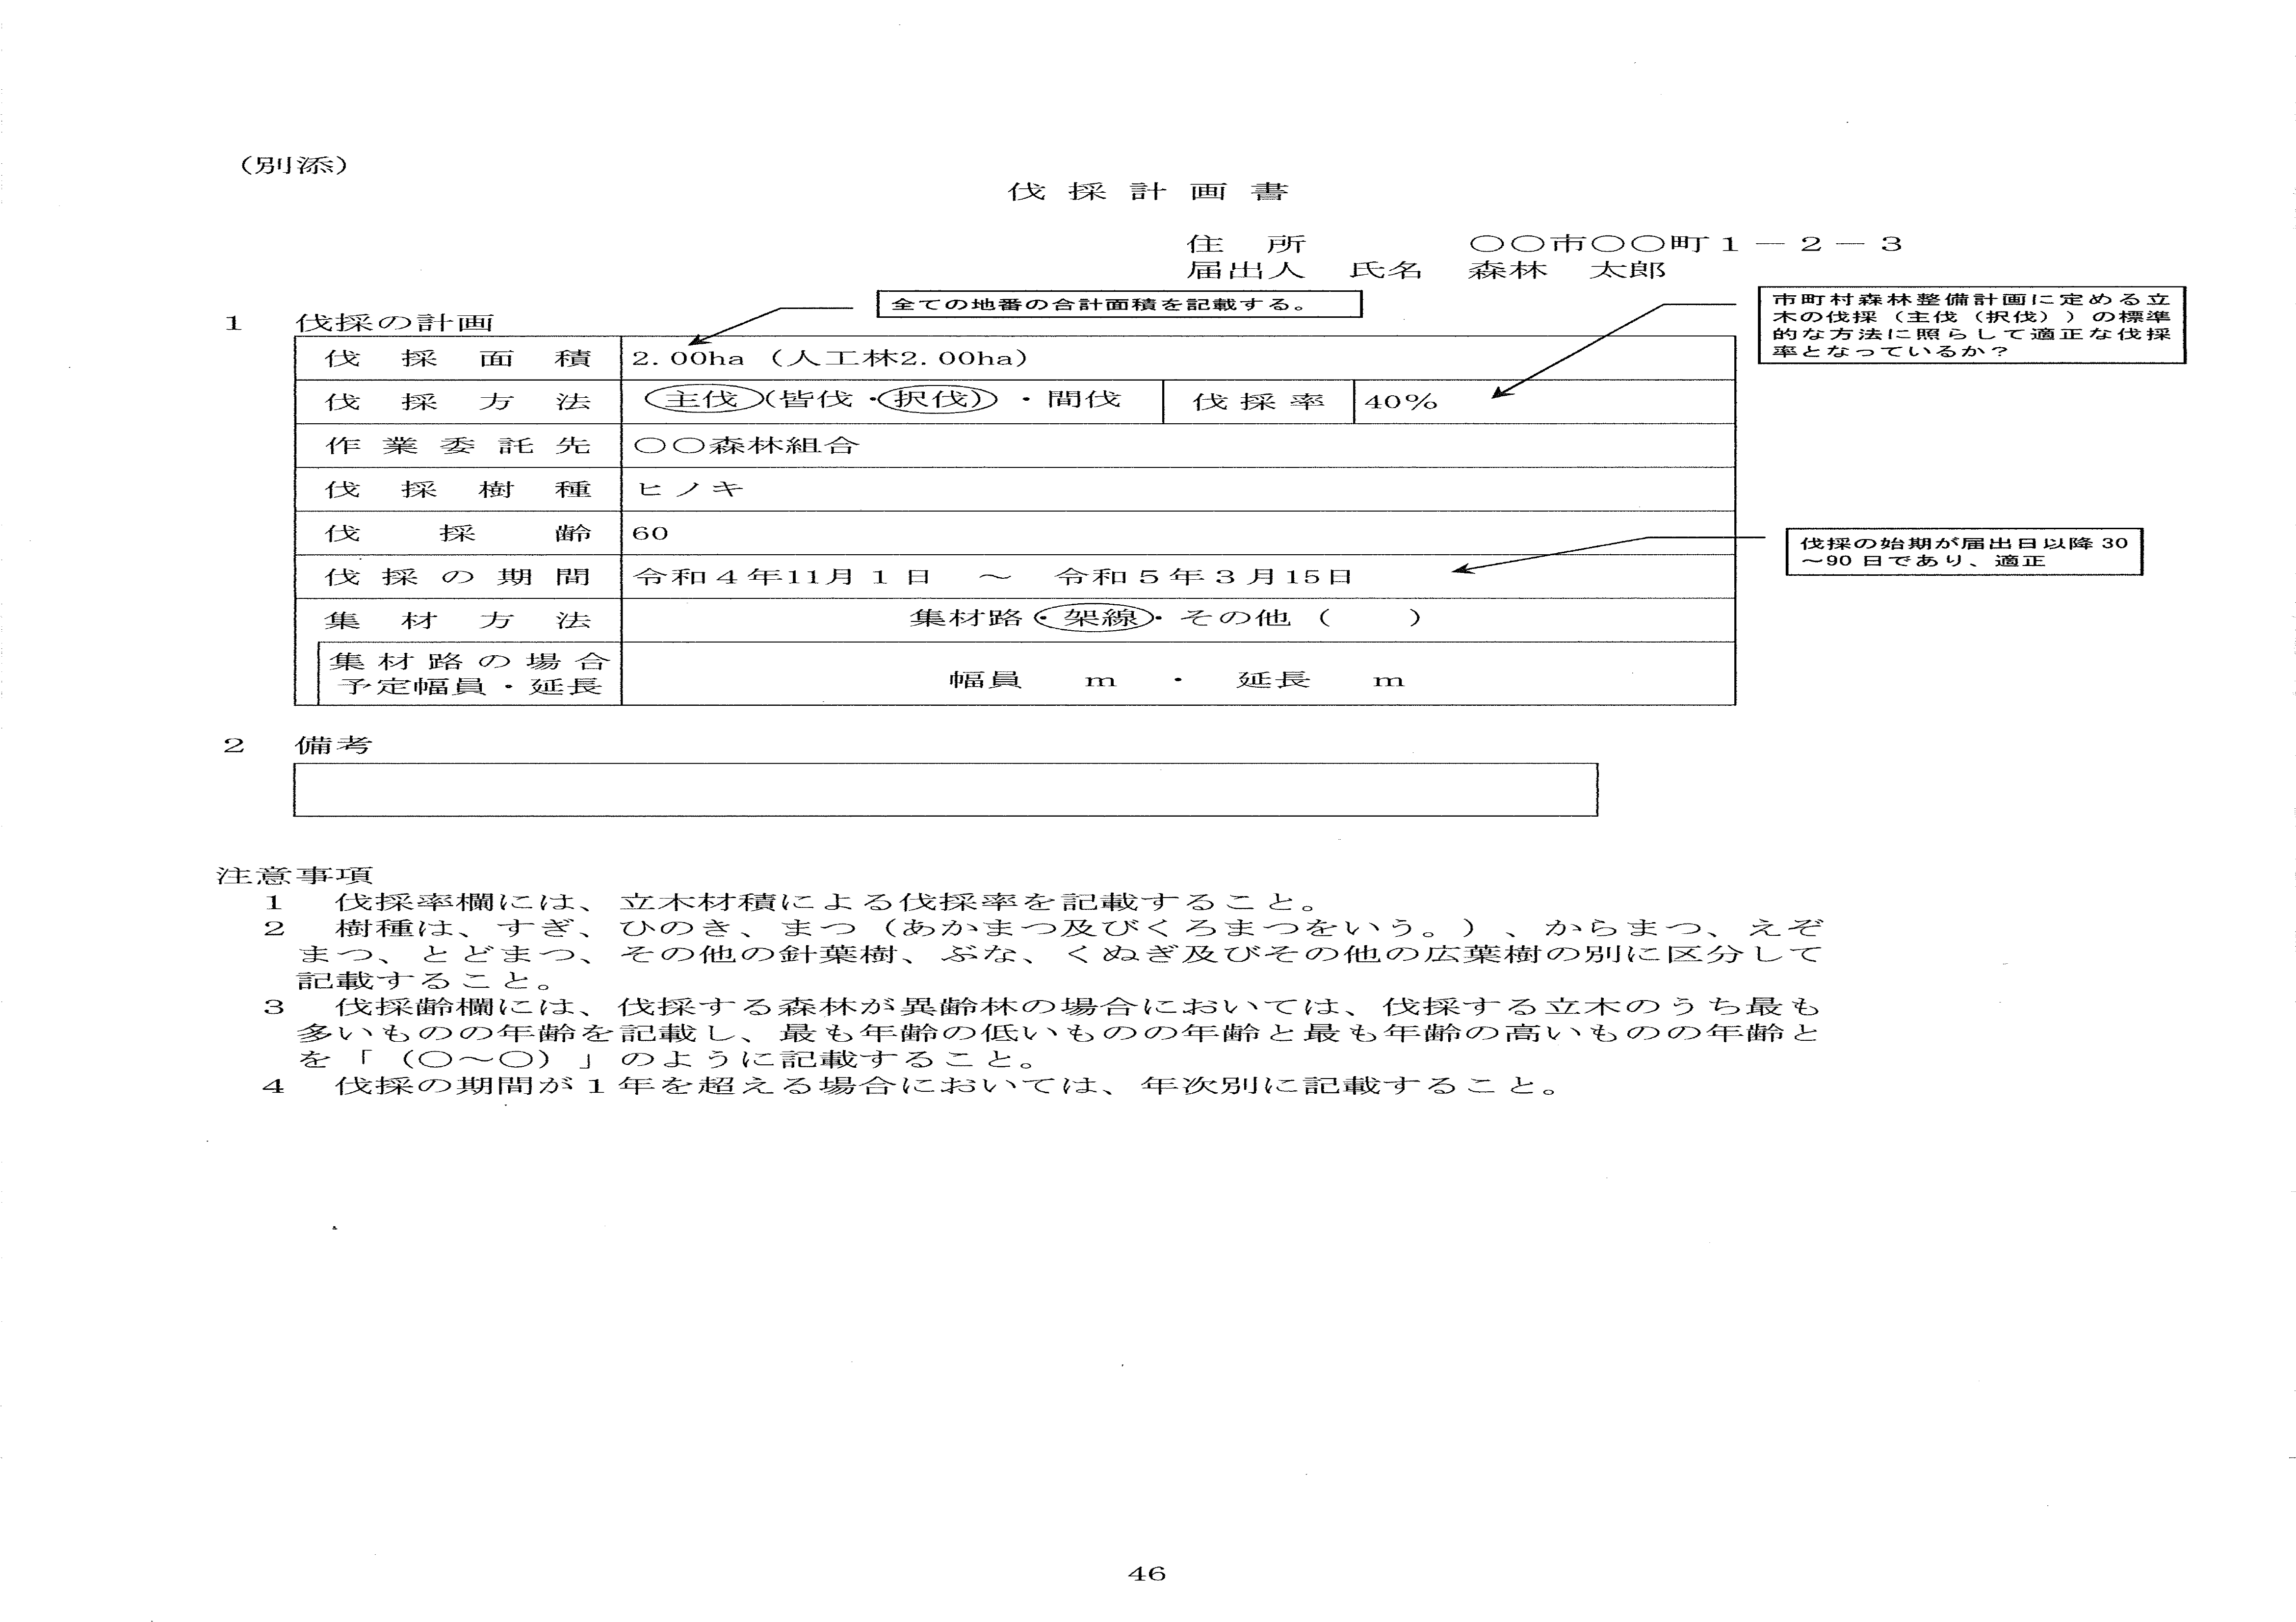 （別添）
伐採計画書
住　所　〇〇市〇〇町１－２－３
届出人　氏名　森林　太郎
全ての地番の合計面積を記載する。
市町村森林整備計画に定める立
木の伐採（主伐（択伐））の標準
的な方法に照らして適正な伐採
率となっているか？
１　伐採の計画
伐採面積　2.00ha（人工林2.00ha）
伐採方法　主伐（皆伐・択伐）・間伐　伐採率　40％
作業委託先　〇〇森林組合
伐採樹種　ヒノキ
伐採齢　60
伐採の始期が届出日以降 30
～90 日であり、適正
伐採の期間　令和４年11月１日　～　令和５年３月15日
集材方法　集材路・架線・その他（　　）
集材路の場合
予定幅員・延長　幅員　ｍ　・　延長　ｍ
２　備考
注意事項
１　伐採率欄には、立木材積による伐採率を記載すること。
２　樹種は、すぎ、ひのき、まつ（あかまつ及びくろまつをいう。）、からまつ、えぞ
まつ、とどまつ、その他の針葉樹、ぶな、くぬぎ及びその他の広葉樹の別に区分して
記載すること。
３　伐採齢欄には、伐採する森林が異齢林の場合においては、伐採する立木のうち最も
多いものの年齢を記載し、最も年齢の低いものの年齢と最も年齢の高いものの年齢と
を「（〇～〇）」のように記載すること。
４　伐採の期間が１年を超える場合においては、年次別に記載すること。
46